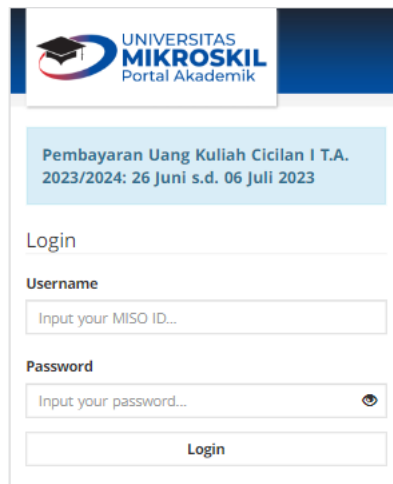 UNIVERSITAS
MIKROSKIL
Portal Akademik
Pembayaran Uang Kuliah Cicilan I T.A.
2023/2024: 26 Juni s.d. 06 Juli 2023
Login
Username
Input your MISO ID...
Password
Input your password...
Login